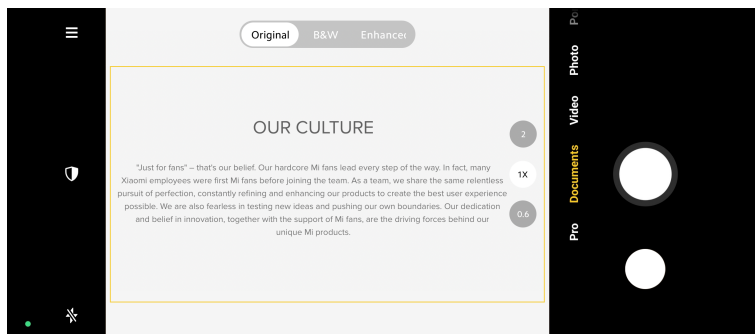 Original B&W Enhanced
OUR CULTURE
2
"Just for fans" – that's our belief. Our hardcore Mi fans lead every step of the way. In fact, many
1X
Xiaomi employees were first Mi fans before joining the team. As a team, we share the same relentless
pursuit of perfection, constantly refining and enhancing our products to create the best user experience
possible. We are also fearless in testing new ideas and pushing our own boundaries. Our dedication
0.6
and belief in innovation, together with the support of Mi fans, are the driving forces behind our
unique Mi products.
Po
Photo
Video
Documents
Pro